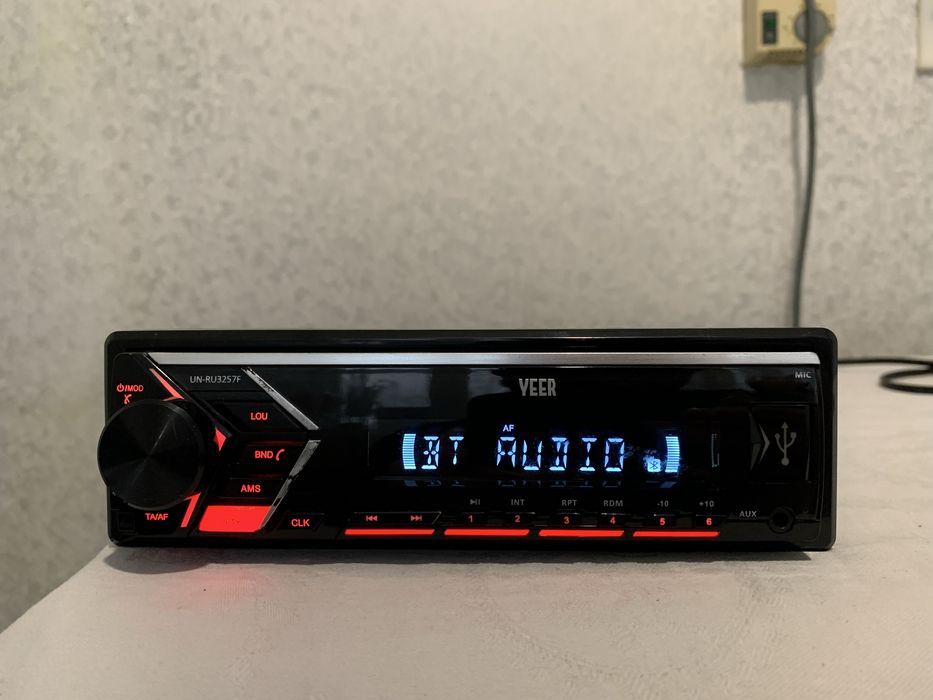 UN-RU3257F
YEER
MIC
/MOD
LOU
AF
BND
BT AUDIO
AMS
INT RPT RDM -10 +10
TA/AF
CLK
1 2 3 4 5 6
AUX